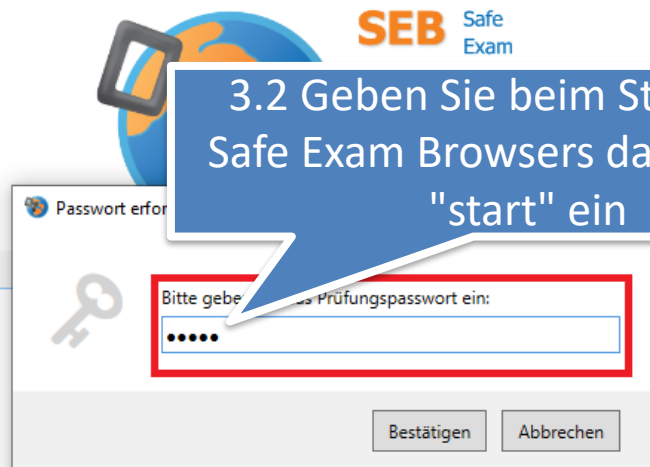 SEB Safe
Exam
3.2 Geben Sie beim St
Safe Exam Browsers da
"start" ein
Passwort erfor
Bitte gebe Prüfungspasswort ein:
Bestätigen
Abbrechen